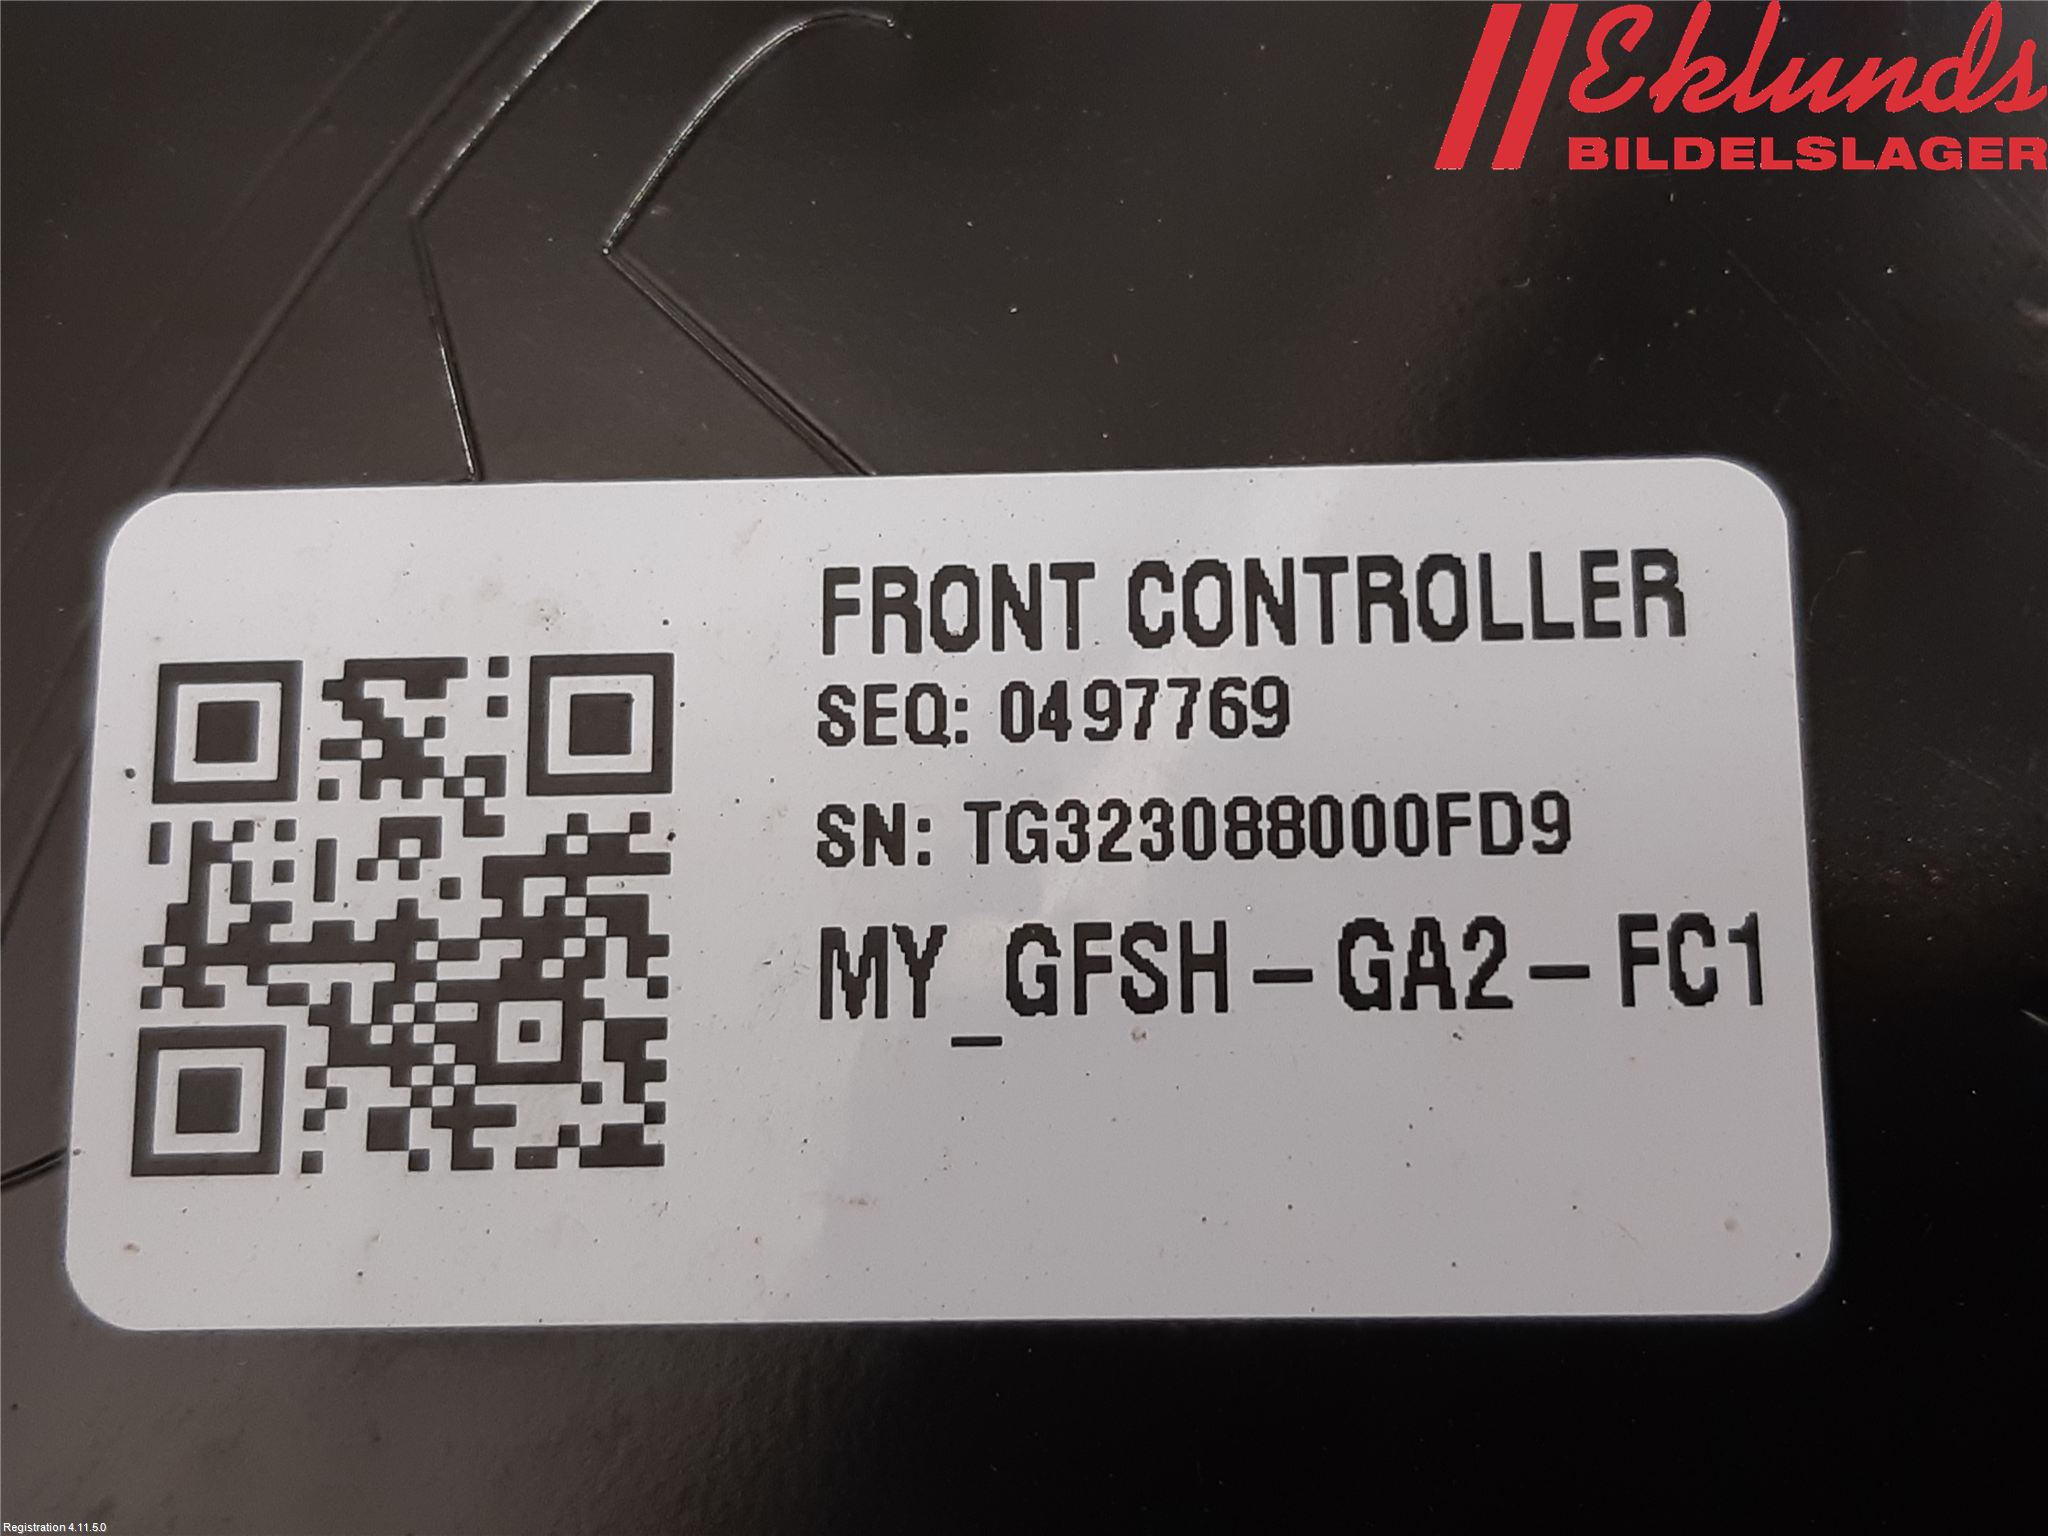 Eklunds
BILDELSLAGER
FRONT CONTROLLER
SEQ: 0497769
SN: TG323088000FD9
MY_GFSH-GA2-FC1
Registration 4.11.5.0